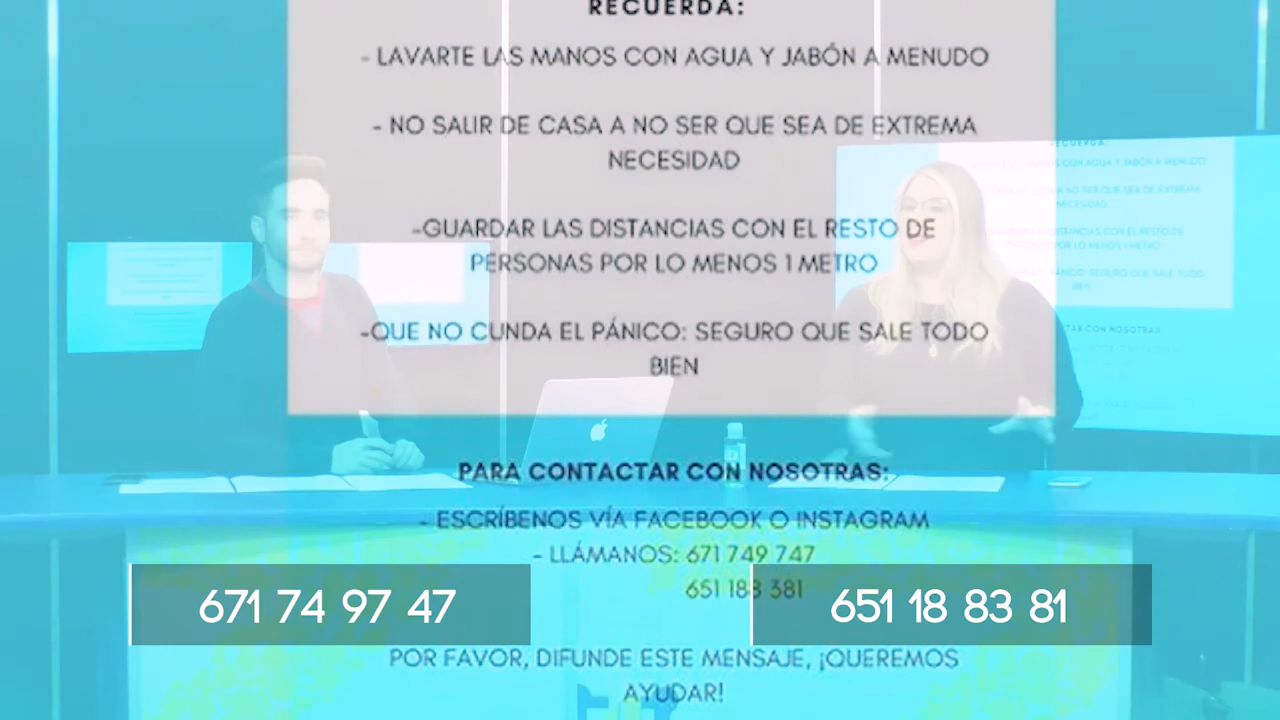 RECUERDA:
- LAVARTE LAS MANOS CON AGUA Y JABÓN A MENUDO
- NO SALIR DE CASA A NO SER QUE SEA DE EXTREMA
NECESIDAD
-GUARDAR LAS DISTANCIAS CON EL RESTO DE
PERSONAS POR LO MENOS 1 METRO
-QUE NO CUNDA EL PÁNICO: SEGURO QUE SALE TODO
BIEN
PARA CONTACTAR CON NOSOTRAS:
- ESCRÍBENOS VÍA FACEBOOK O INSTAGRAM
- LLÁMANOS: 671 749 747
651 188 381
671 74 97 47
651 18 83 81
POR FAVOR, DIFUNDE ESTE MENSAJE, ¡QUEREMOS
AYUDAR!